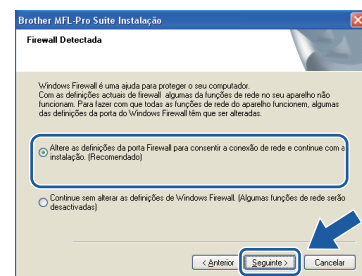 Brother MFL-Pro Suite Instalação
Firewall Detectada
Windows Firewall é uma ajuda para proteger o seu computador.
Com as definições actuais de firewall algumas da funções de rede no seu aparelho não
funcionam. Para fazer com que todas as funções de rede do aparelho funcionem, algumas
das definições da porta do Windows Firewall têm que ser alteradas.
Altere as definições da porta Firewall para consentir a conexão de rede e continue com a
instalação. (Recomendado)
Continue sem alterar as definições de Windows Firewall. (Algumas funções de rede serão
desactivadas)
< Anterior
Seguinte >
Cancelar